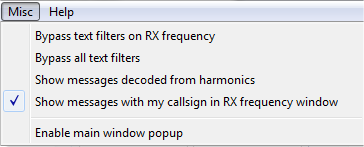 Misc Help
Bypass text filters on RX frequency
Bypass all text filters
Show messages decoded from harmonics
Show messages with my callsign in RX frequency window
Enable main window popup